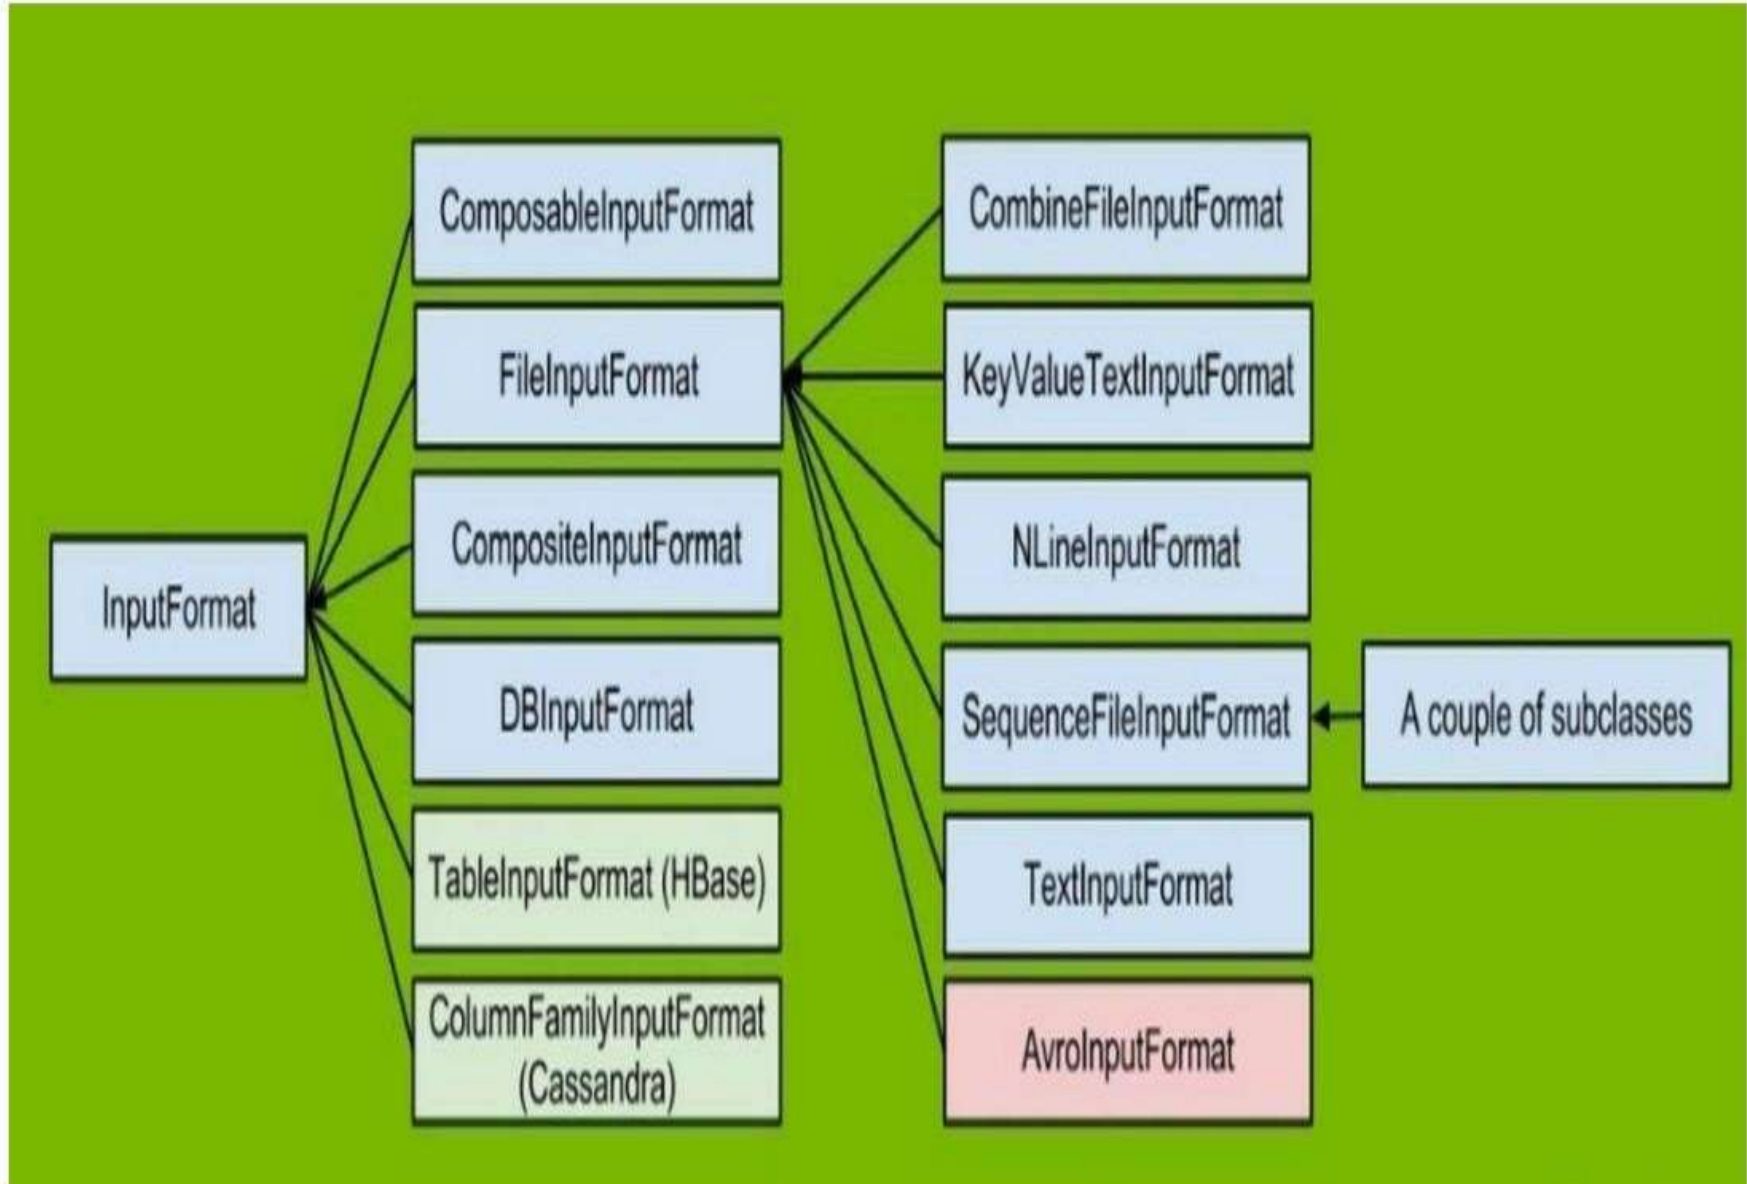 InputFormat
ComposableInputFormat
FileInputFormat
CompositeInputFormat
DBInputFormat
TableInputFormat (HBase)
ColumnFamilyInputFormat
(Cassandra)
CombineFileInputFormat
KeyValueTextInputFormat
NLineInputFormat
SequenceFileInputFormat
TextInputFormat
AvroInputFormat
A couple of subclasses